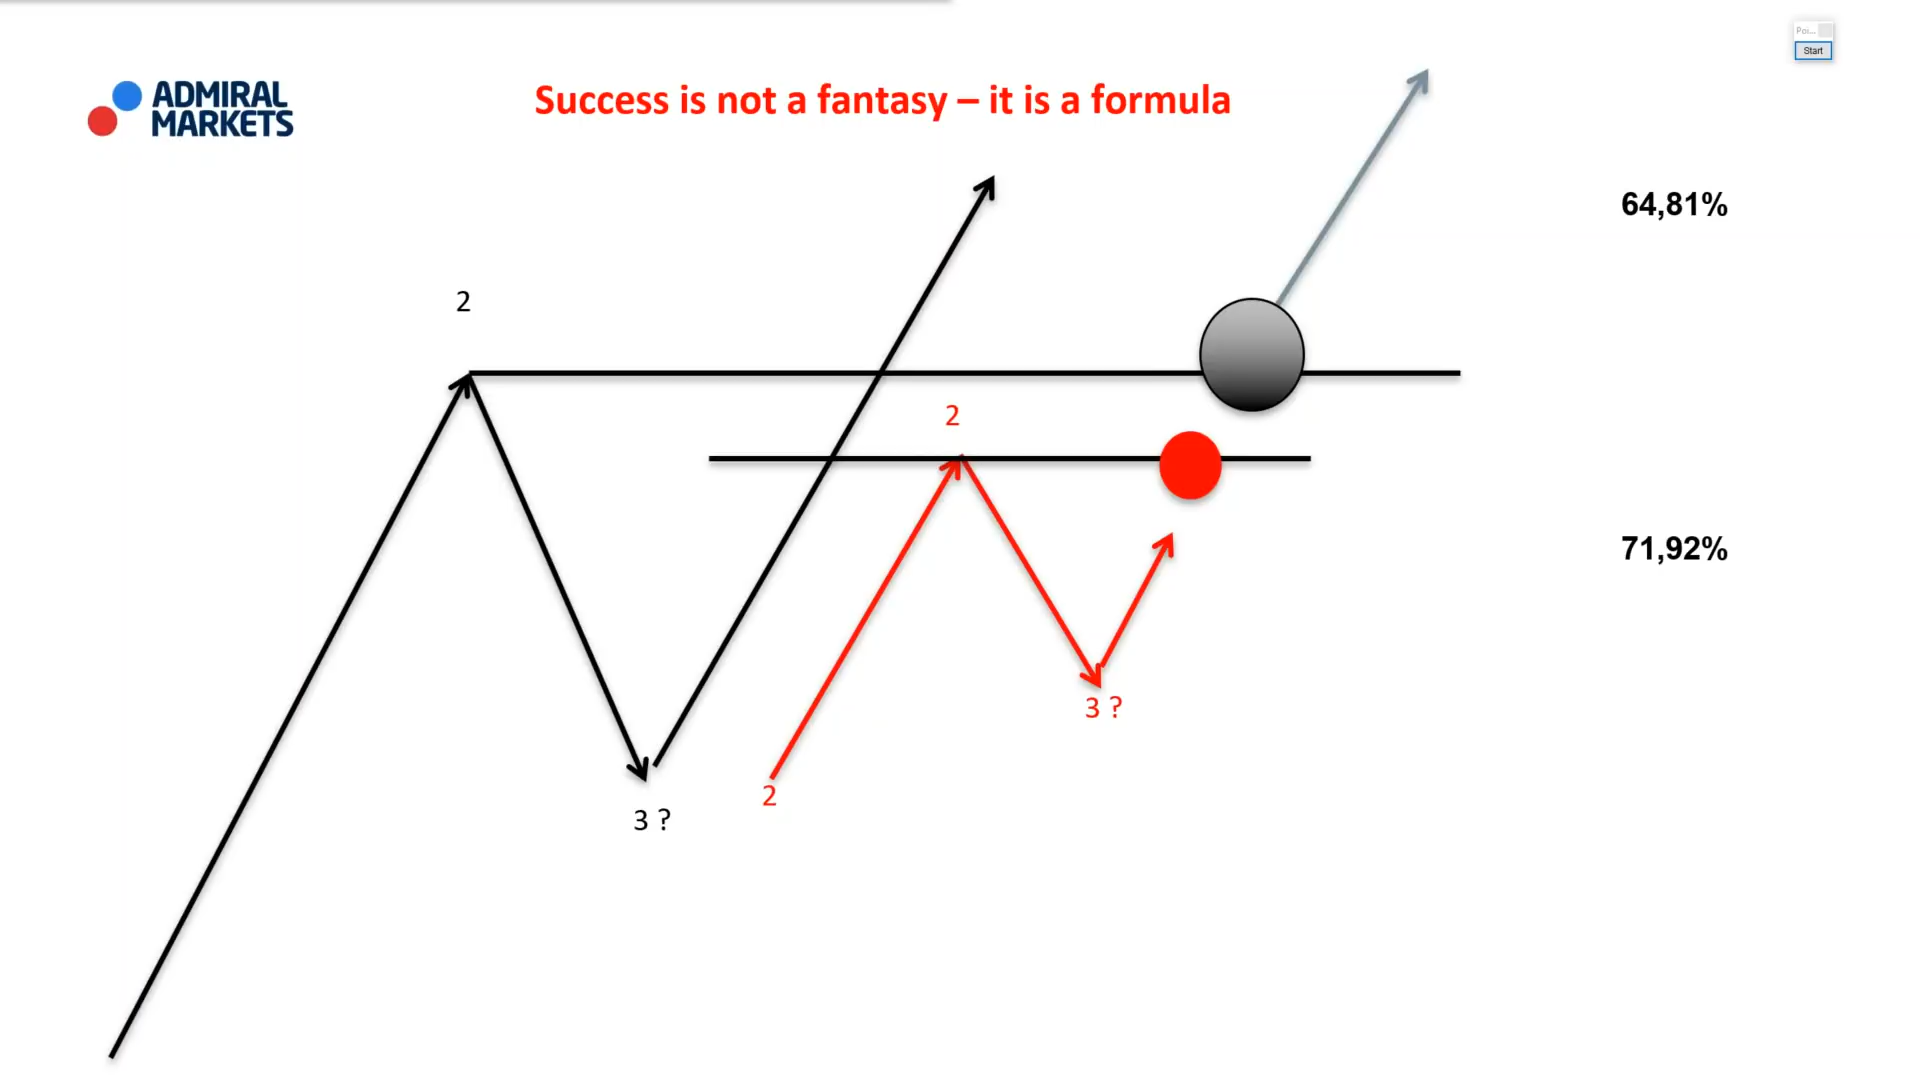 Poi...
Start
ADMIRAL
MARKETS
Success is not a fantasy – it is a formula
64,81%
2
2
71,92%
3 ?
2
3 ?